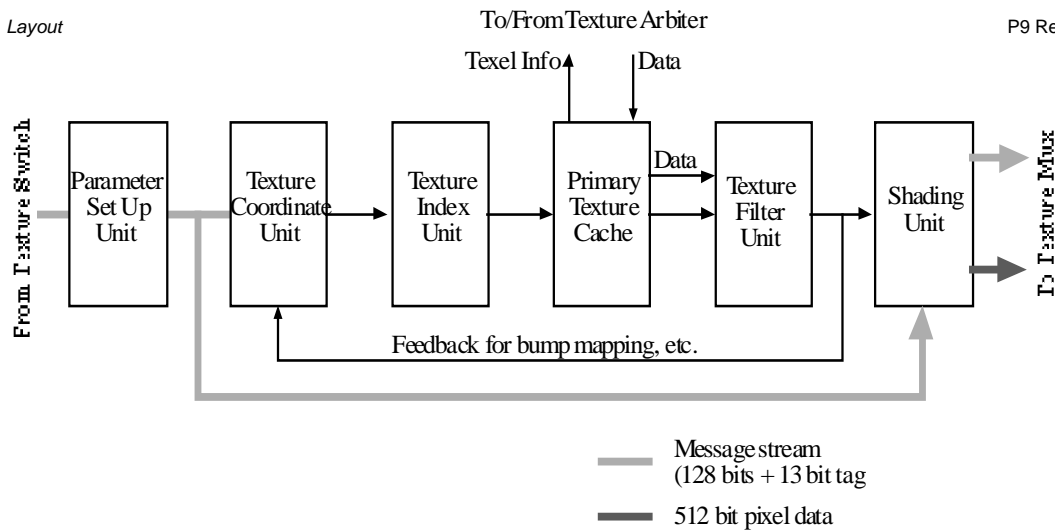 Layout
P9 Re
To/From Texture Arbiter
Texel Info
Data
From Texture Switch
Parameter
Set Up
Unit
Texture
Coordinate
Unit
Texture
Index
Unit
Primary
Texture
Cache
Data
Texture
Filter
Unit
Shading
Unit
To Texture Mux
Feedback for bump mapping, etc.
Message stream
(128 bits + 13 bit tag
512 bit pixel data